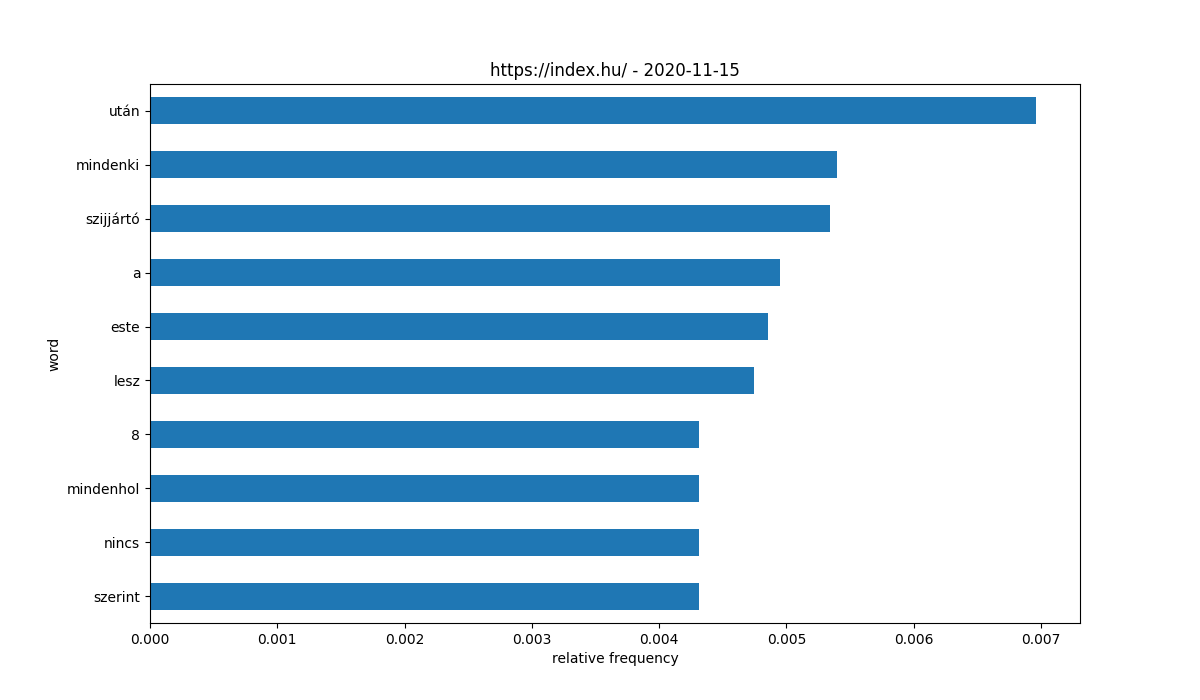 https://index.hu/ - 2020-11-15
után
mindenki
szijjártó
a
este
lesz
8
mindenhol
nincs
szerint
word
0.000 0.001 0.002 0.003 0.004 0.005 0.006 0.007
relative frequency